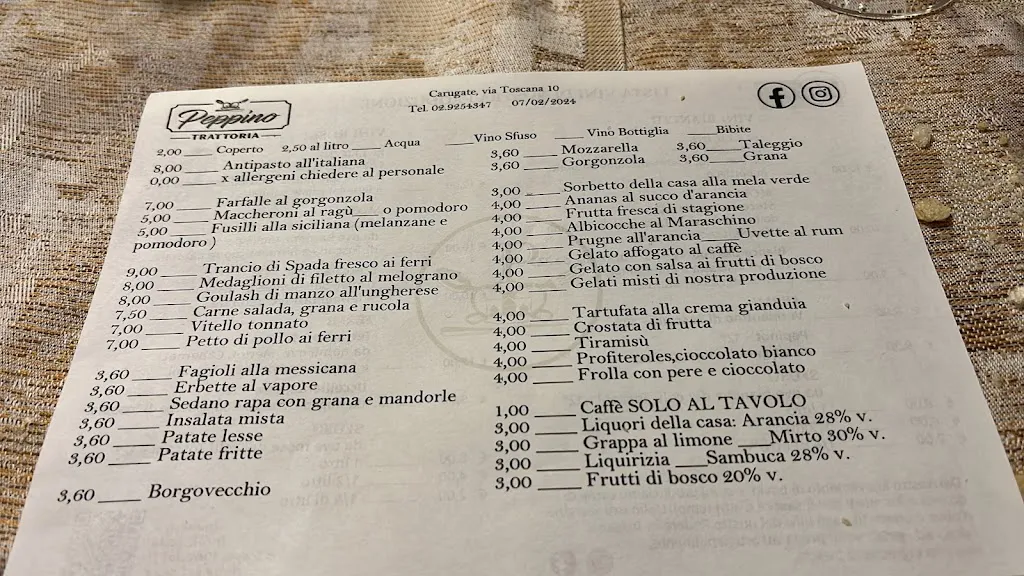 Peppino
TRATTORIA
Carugate, via Toscana 10
Tel. 02.9254347 07/02/2024
2,00 ____ Coperto 2,50 al litro ____ Acqua ____ Vino Sfuso ____ Vino Bottiglia ____ Bibite
8,00 ____ Antipasto all'italiana
0,00 ____ x allergeni chiedere al personale
7,00 ____ Farfalle al gorgonzola
5,00 ____ Maccheroni al ragù ____ o pomodoro
5,00 ____ Fusilli alla siciliana (melanzane e
pomodoro )
9,00 ____ Trancio di Spada fresco ai ferri
8,00 ____ Medaglioni di filetto al melograno
8,00 ____ Goulash di manzo all'ungherese
7,50 ____ Carne salada, grana e rucola
7,00 ____ Vitello tonnato
7,00 ____ Petto di pollo ai ferri
3,60 ____ Fagioli alla messicana
3,60 ____ Erbette al vapore
3,60 ____ Sedano rapa con grana e mandorle
3,60 ____ Insalata mista
3,60 ____ Patate lesse
3,60 ____ Patate fritte
3,60 ____ Borgovecchio
3,60 ____ Mozzarella 3,60 ____ Taleggio
3,60 ____ Gorgonzola 3,60 ____ Grana
3,00 ____ Sorbetto della casa alla mela verde
4,00 ____ Ananas al succo d'arancia
4,00 ____ Frutta fresca di stagione
4,00 ____ Albicocche al Maraschino
4,00 ____ Prugne all'arancia ____ Uvette al rum
4,00 ____ Gelato affogato al caffè
4,00 ____ Gelato con salsa ai frutti di bosco
4,00 ____ Gelati misti di nostra produzione
4,00 ____ Tartufata alla crema gianduia
4,00 ____ Crostata di frutta
4,00 ____ Tiramisù
4,00 ____ Profiteroles,cioccolato bianco
4,00 ____ Frolla con pere e cioccolato
1,00 ____ Caffè SOLO AL TAVOLO
3,00 ____ Liquori della casa: Arancia 28% v.
3,00 ____ Grappa al limone ____ Mirto 30% v.
3,00 ____ Liquirizia ____ Sambuca 28% v.
3,00 ____ Frutti di bosco 20% v.